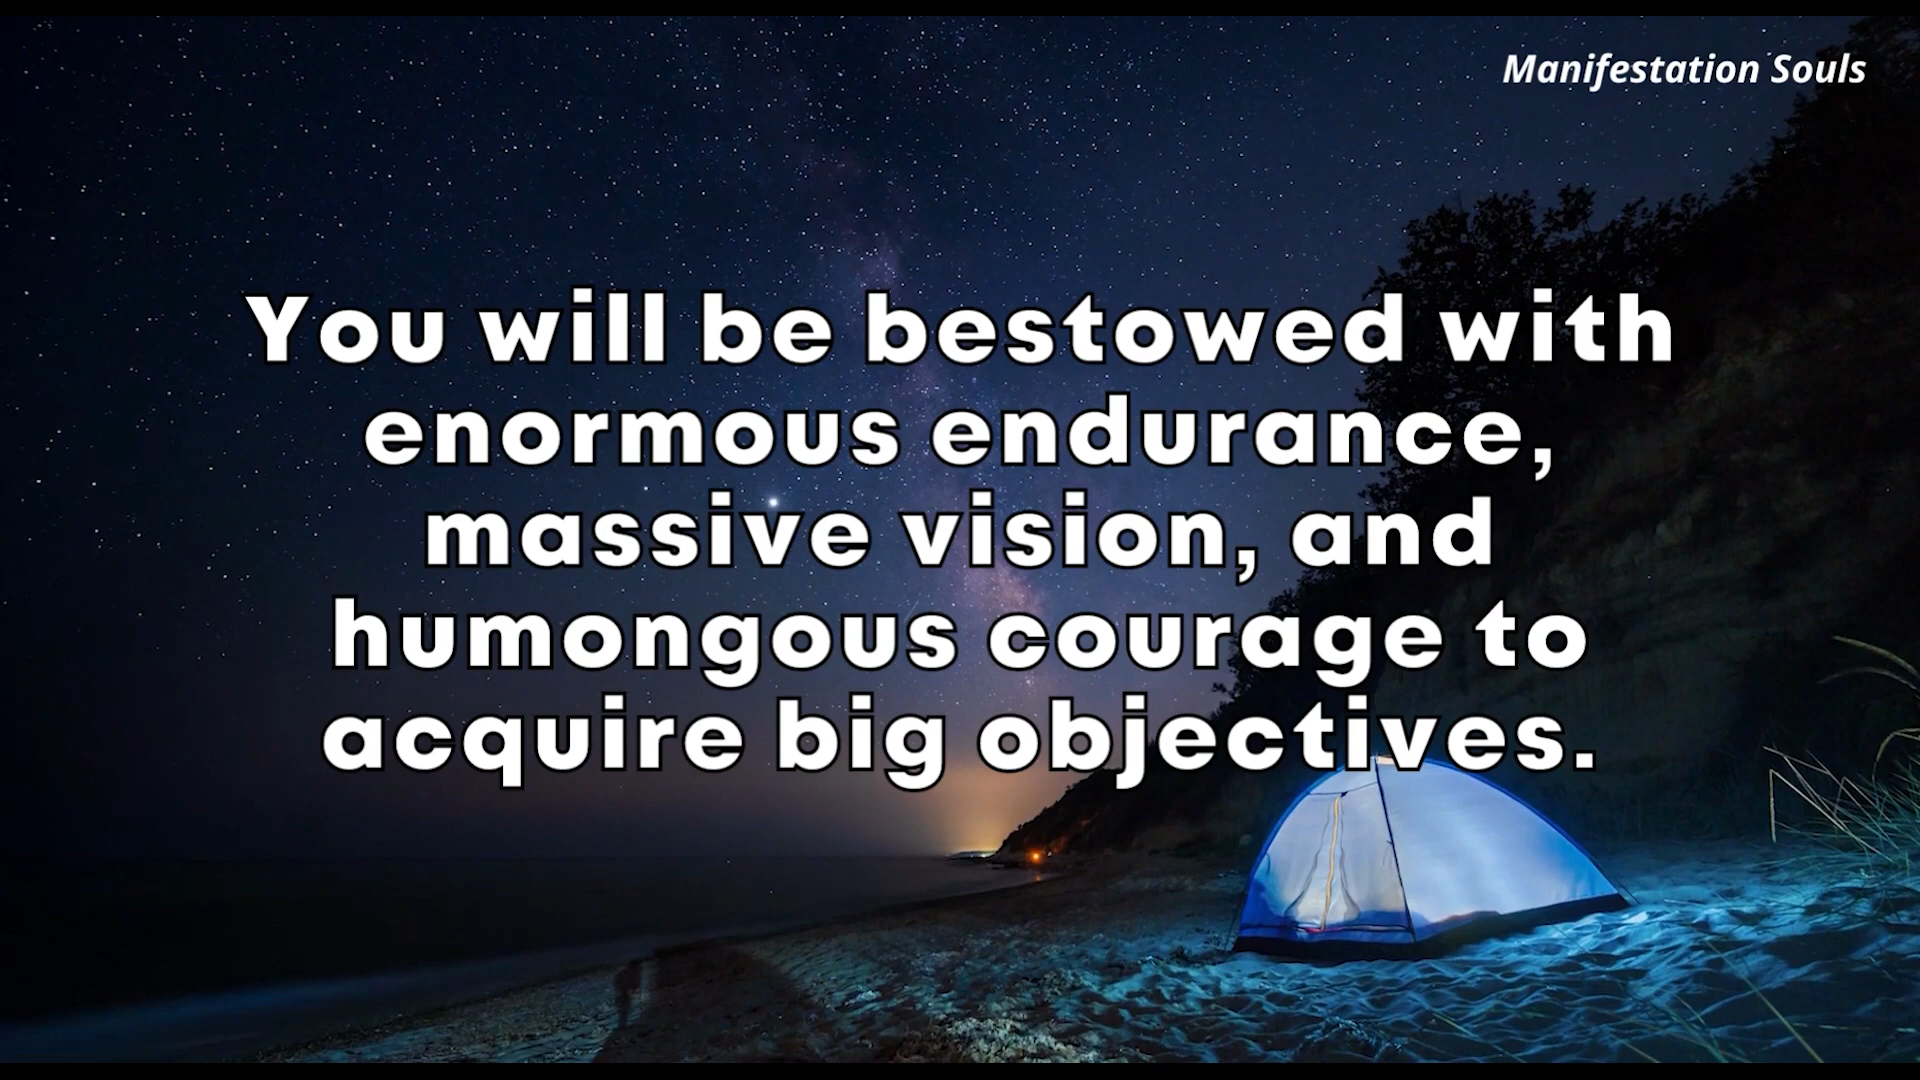 Manifestation Souls
You will be bestowed with
enormous endurance,
massive vision, and
humongous courage to
acquire big objectives.